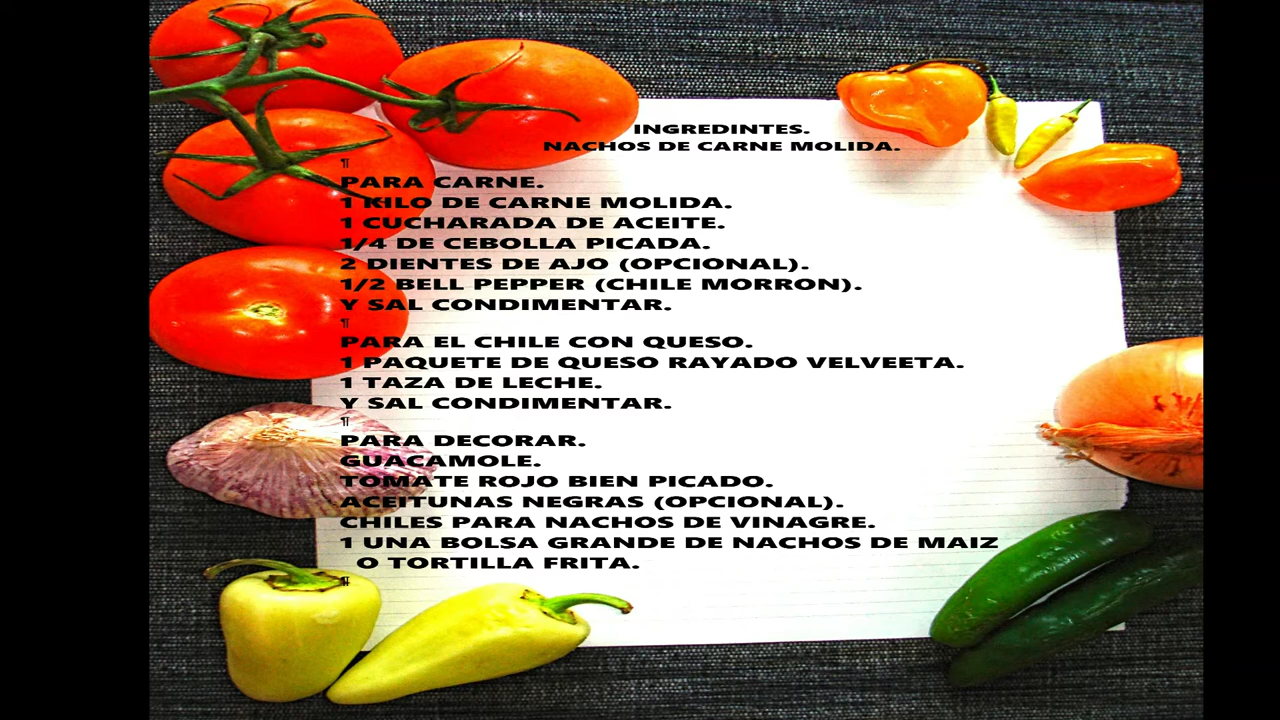 INGREDINTES.
NACHOS DE CARNE MOLIDA.
¶
PARA CARNE.
1 KILO DE CARNE MOLIDA.
1 CUCHARADA DE ACEITE.
1/4 DE CEBOLLA PICADA.
2 DIENTES DE AJO (OPCIONAL).
1/2 BELL PEPPER (CHILE MORRON).
Y SAL CONDIMENTAR.
¶
PARA EL CHILE CON QUESO.
1 PAQUETE DE QUESO RAYADO VELVEETA.
1 TAZA DE LECHE.
Y SAL CONDIMENTAR.
¶
PARA DECORAR.
GUACAMOLE.
TOMATE ROJO BIEN PICADO.
ACEITUNAS NEGRAS (OPCIONAL).
CHILES PARA NACHOS DE VINAGRE.
1 UNA BOLSA GRANDE DE NACHOS DE MAIZ
O TORTILLA FRITA.
¶